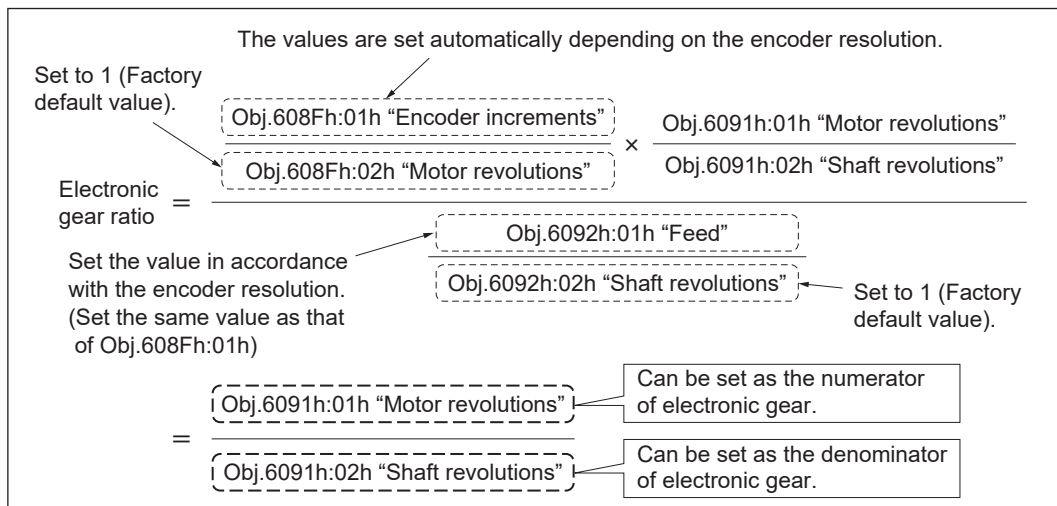 The values are set automatically depending on the encoder resolution.
Set to 1 (Factory
default value).
Obj.608Fh:01h “Encoder increments”
Obj.608Fh:02h “Motor revolutions”
×
Obj.6091h:01h “Motor revolutions”
Obj.6091h:02h “Shaft revolutions”
Electronic
gear ratio
=
Obj.6092h:01h “Feed”
Obj.6092h:02h “Shaft revolutions”
Set the value in accordance
with the encoder resolution.
(Set the same value as that
of Obj.608Fh:01h)
Set to 1 (Factory
default value).
=
Obj.6091h:01h “Motor revolutions”
Obj.6091h:02h “Shaft revolutions”
Can be set as the numerator
of electronic gear.
Can be set as the denominator
of electronic gear.